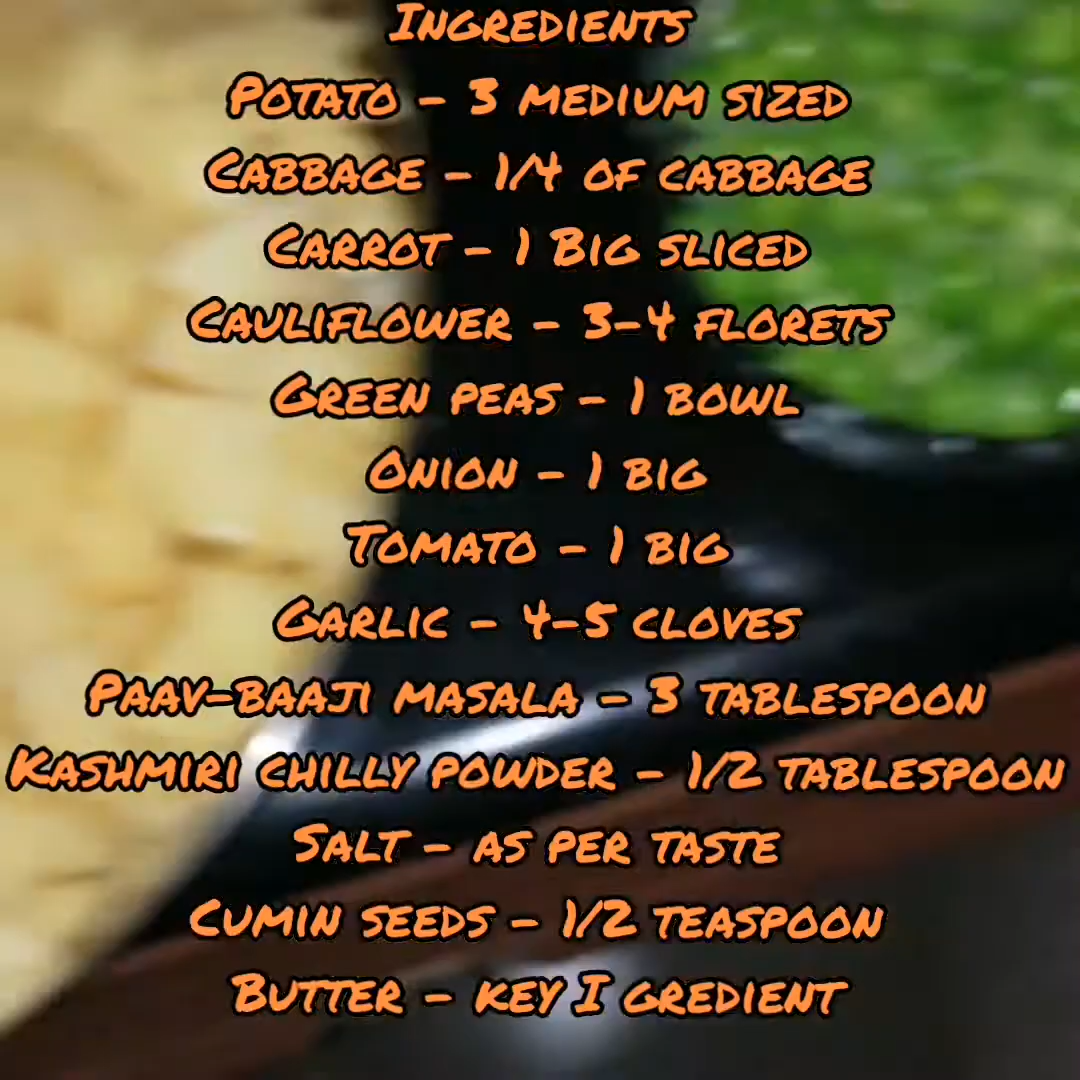 Ingredients
Potato - 3 medium sized
Cabbage - 1/4 of cabbage
Carrot - 1 Big sliced
Cauliflower - 3-4 florets
Green peas - 1 bowl
Onion - 1 big
Tomato - 1 big
Garlic - 4-5 cloves
Paav-baaji masala - 3 tablespoon
Kashmiri chilly powder - 1/2 tablespoon
Salt - as per taste
Cumin seeds - 1/2 teaspoon
Butter - key I gredient